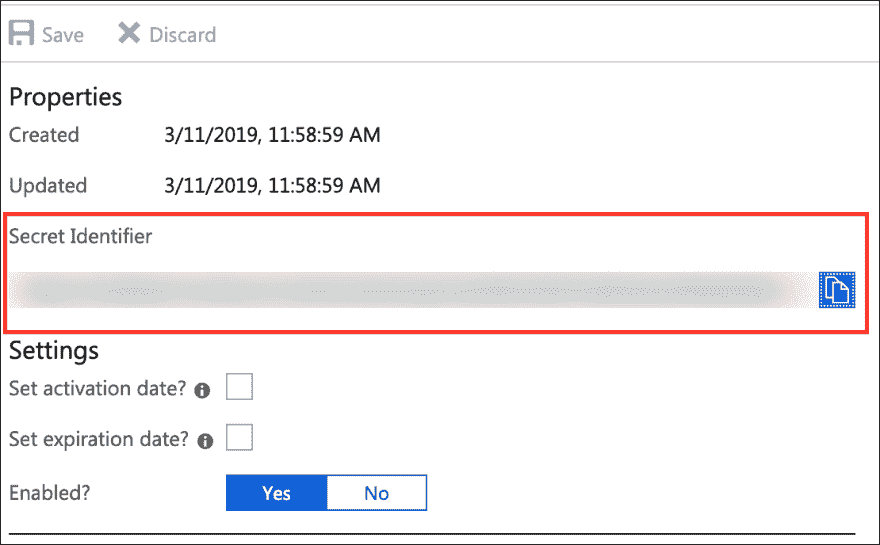 Save Discard
Properties
Created 3/11/2019, 11:58:59 AM
Updated 3/11/2019, 11:58:59 AM
Secret Identifier
Settings
Set activation date?
Set expiration date?
Enabled? Yes No